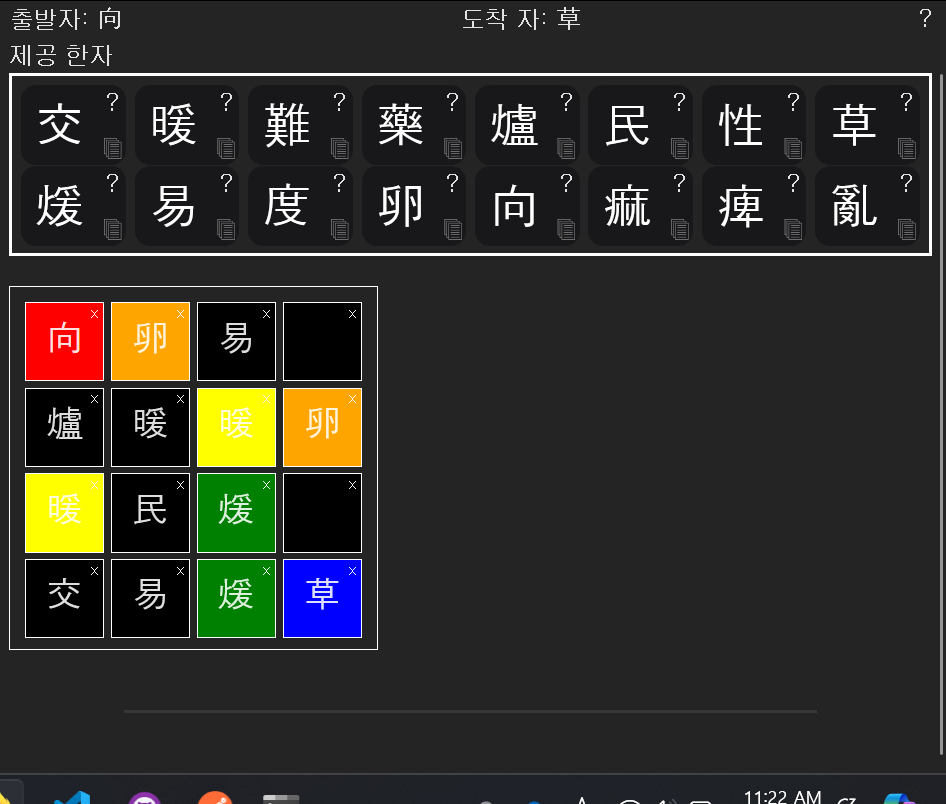 출발자: 向 도착 자: 草 ?
제공 한자
交 ? 暖 ? 難 ? 藥 ? 爐 ? 民 ? 性 ? 草 ?
煖 ? 易 ? 度 ? 卵 ? 向 ? 痲 ? 痺 ? 亂 ?
向 x 卵 x 易 x x
爐 x 暖 x 暖 x 卵 x
暖 x 民 x 煖 x x
交 x 易 x 煖 x 草 x
11:22 AM